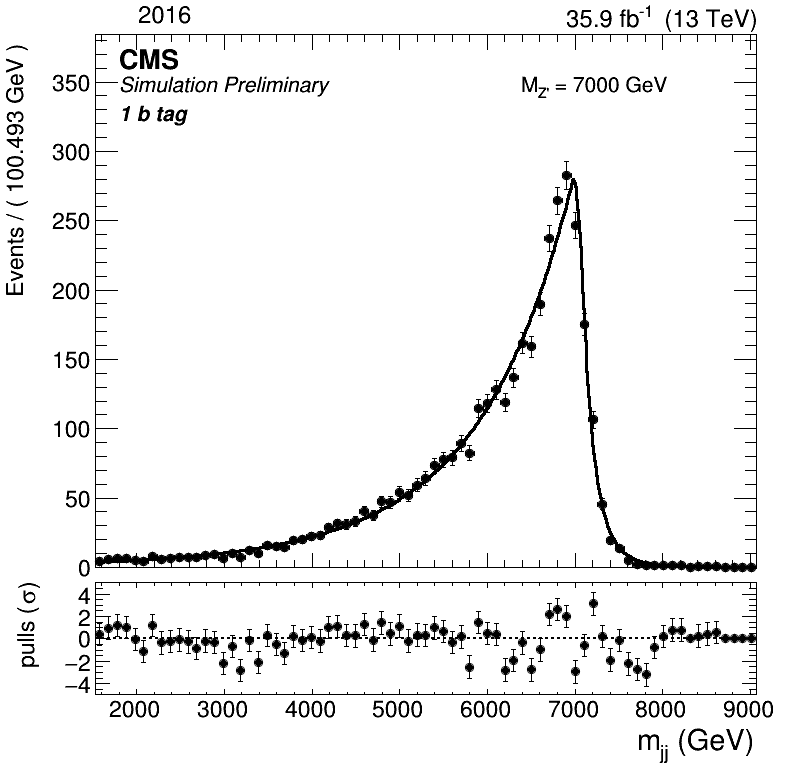 2016 35.9 fb⁻¹ (13 TeV)
CMS
Simulation Preliminary
1 b tag
M_Z' = 7000 GeV
Events / ( 100.493 GeV )
350
300
250
200
150
100
50
0
pulls (σ)
4
2
0
−2
−4
2000 3000 4000 5000 6000 7000 8000 9000
m_jj (GeV)